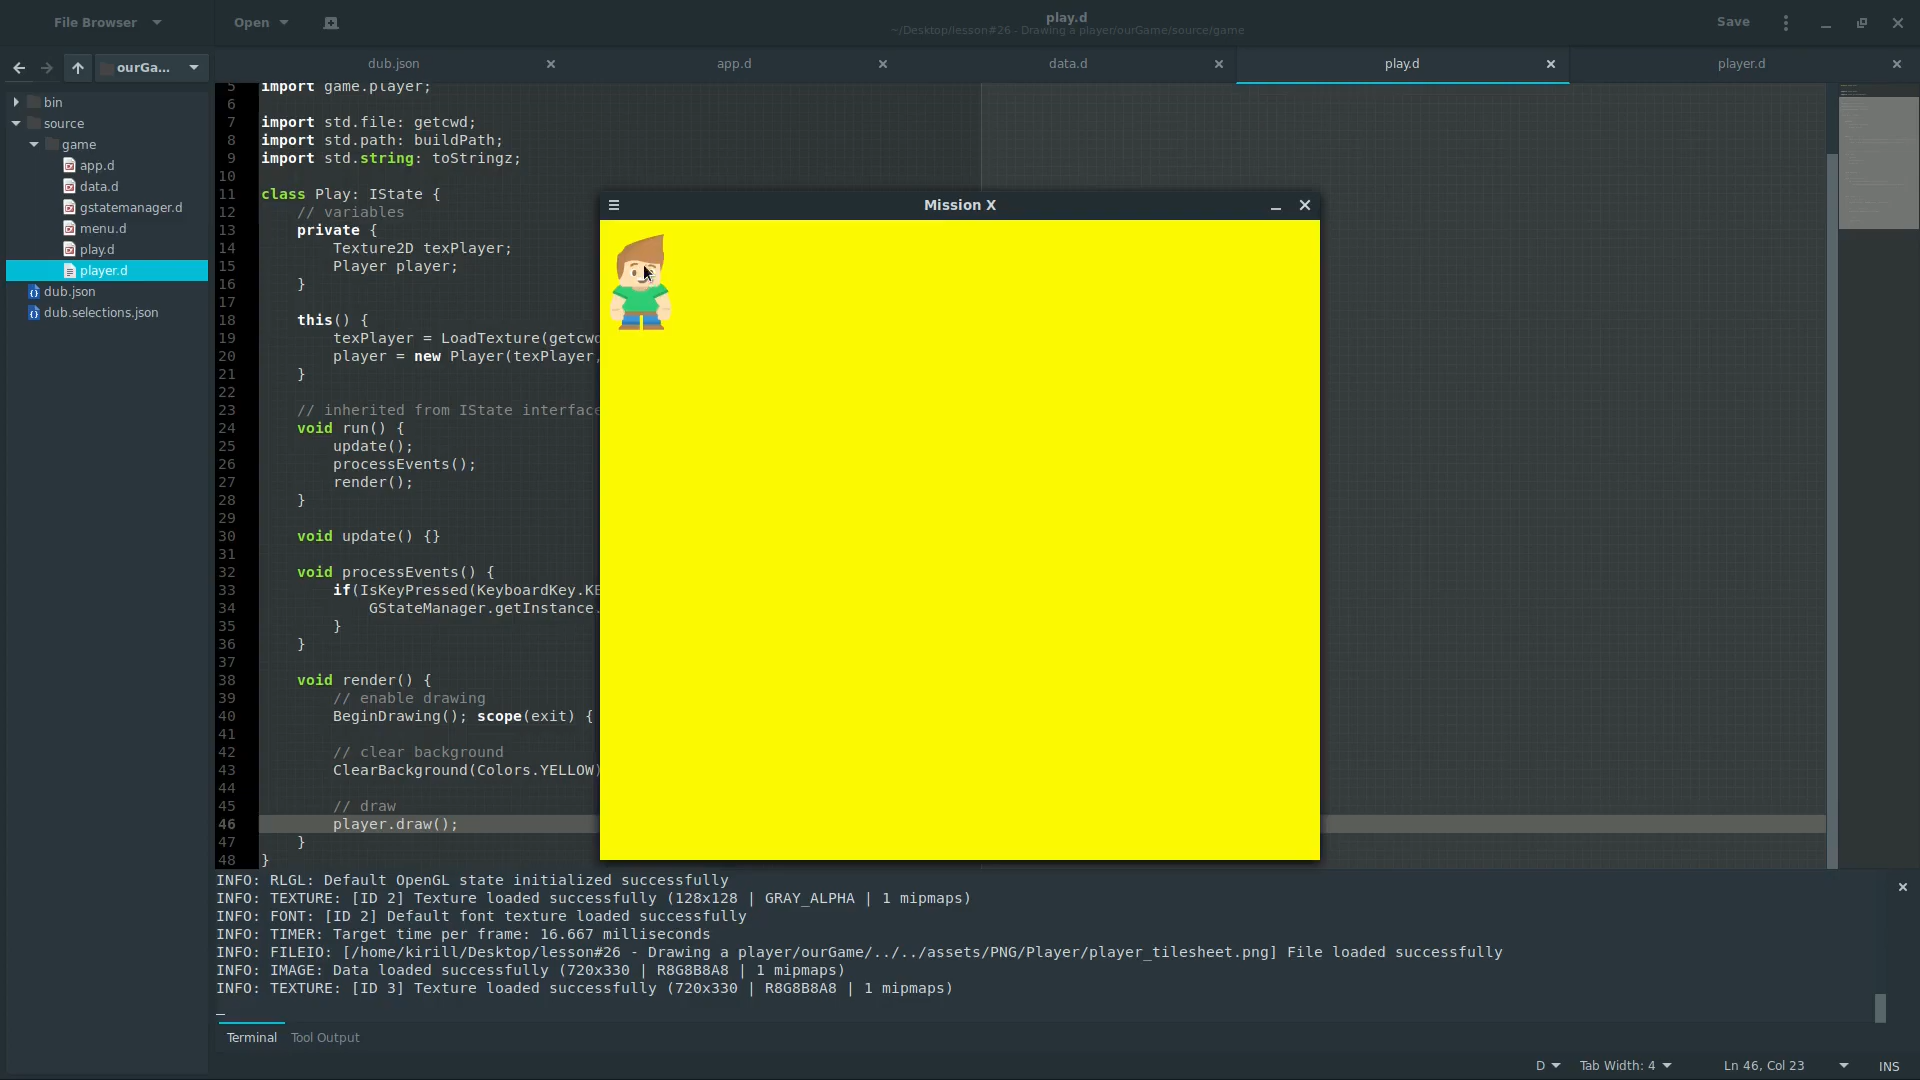 File Browser
Open
play.d
~/Desktop/lesson#26 - Drawing a player/ourGame/source/game
Save
ourGa...
dub.json
app.d
data.d
play.d
player.d
bin
source
game
app.d
data.d
gstatemanager.d
menu.d
play.d
player.d
dub.json
dub.selections.json
5 import game.player;
6
7 import std.file: getcwd;
8 import std.path: buildPath;
9 import std.string: toStringz;
10
11 class Play: IState {
12 // variables
13 private {
14 Texture2D texPlayer;
15 Player player;
16 }
17
18 this() {
19 texPlayer = LoadTexture(getcwd
20 player = new Player(texPlayer,
21 }
22
23 // inherited from IState interface
24 void run() {
25 update();
26 processEvents();
27 render();
28 }
29
30 void update() {}
31
32 void processEvents() {
33 if(IsKeyPressed(KeyboardKey.KE
34 GStateManager.getInstance.
35 }
36 }
37
38 void render() {
39 // enable drawing
40 BeginDrawing(); scope(exit) {
41
42 // clear background
43 ClearBackground(Colors.YELLOW)
44
45 // draw
46 player.draw();
47 }
48 }
Mission X
INFO: RLGL: Default OpenGL state initialized successfully
INFO: TEXTURE: [ID 2] Texture loaded successfully (128x128 | GRAY_ALPHA | 1 mipmaps)
INFO: FONT: [ID 2] Default font texture loaded successfully
INFO: TIMER: Target time per frame: 16.667 milliseconds
INFO: FILEIO: [/home/kirill/Desktop/lesson#26 - Drawing a player/ourGame/../../assets/PNG/Player/player_tilesheet.png] File loaded successfully
INFO: IMAGE: Data loaded successfully (720x330 | R8G8B8A8 | 1 mipmaps)
INFO: TEXTURE: [ID 3] Texture loaded successfully (720x330 | R8G8B8A8 | 1 mipmaps)
Terminal
Tool Output
D
Tab Width: 4
Ln 46, Col 23
INS